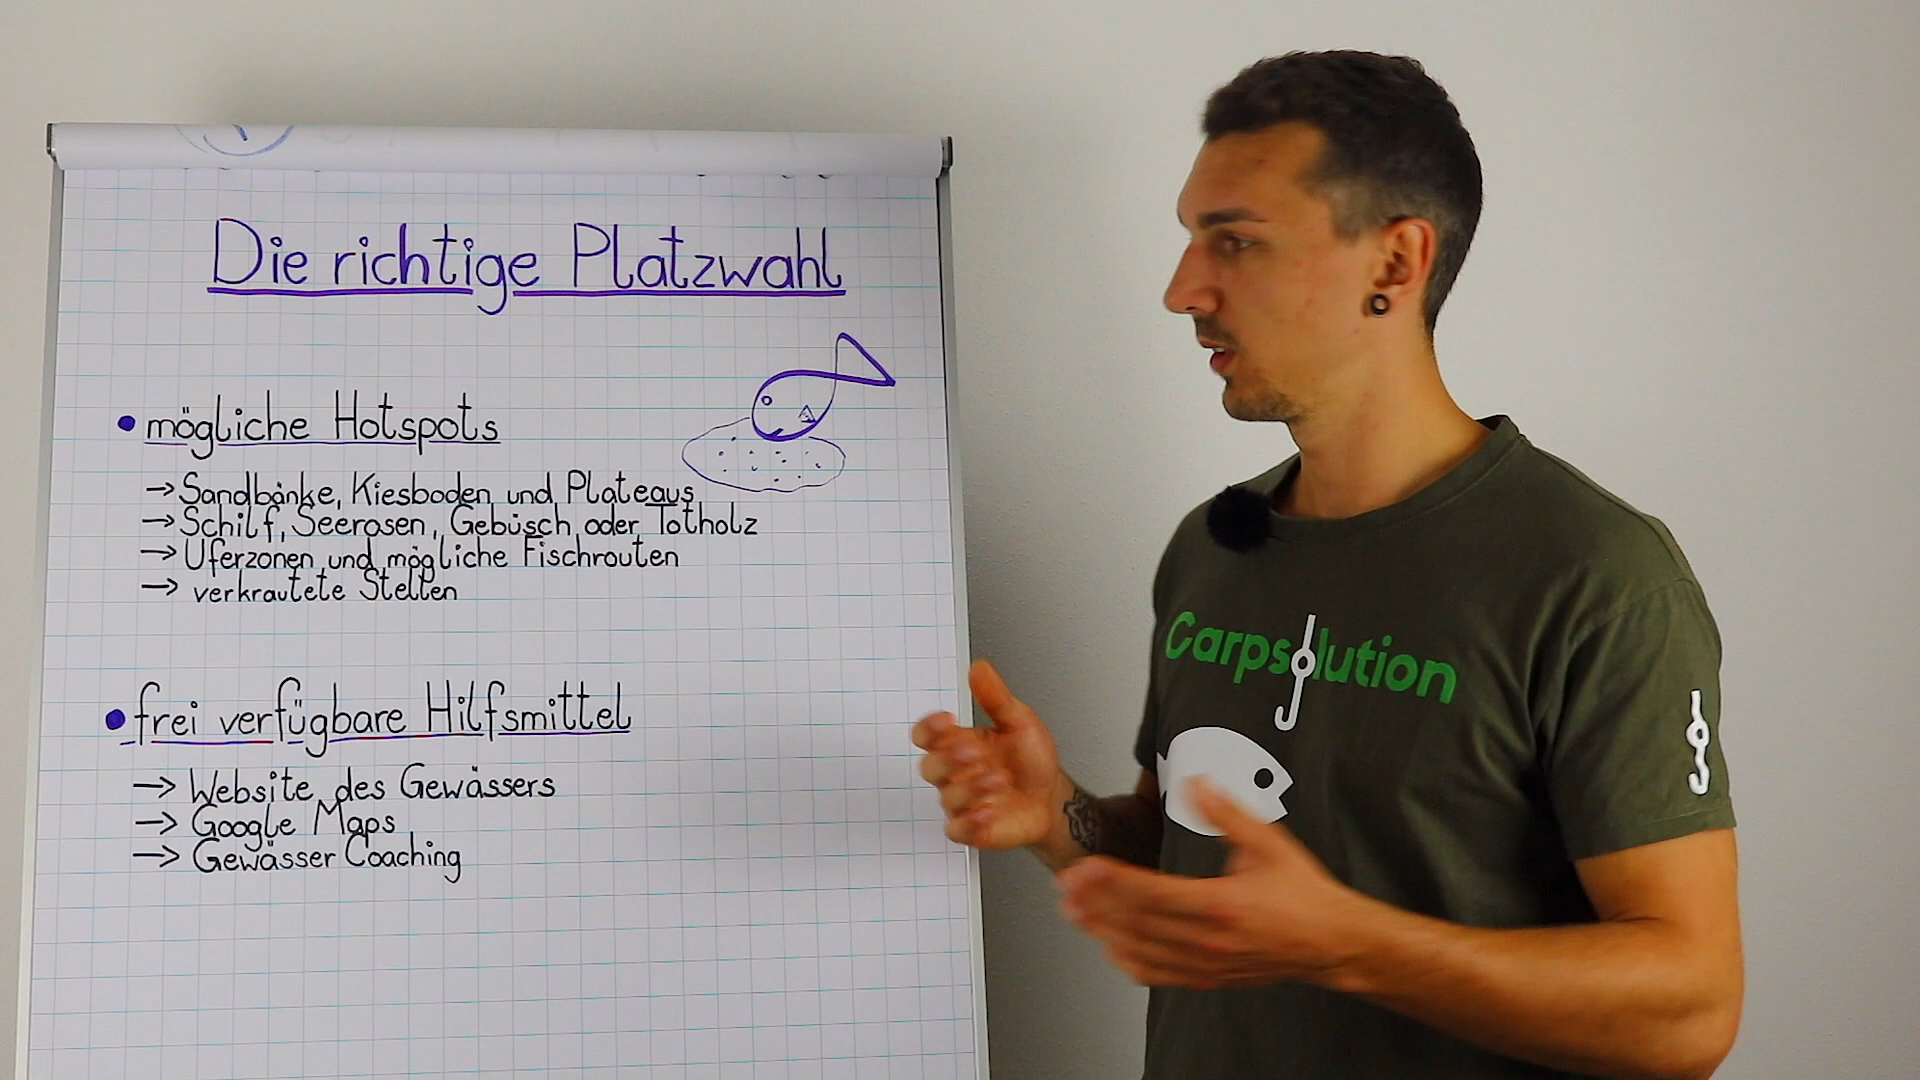 Die richtige Platzwahl
• mögliche Hotspots
→ Sandbänke, Kiesboden und Plateaus
→ Schilf, Seerosen, Gebüsch oder Totholz
→ Uferzonen und mögliche Fischrouten
→ verkrautete Stellen
• frei verfügbare Hilfsmittel
→ Website des Gewässers
→ Google Maps
→ Gewässer Coaching
Carpsolution